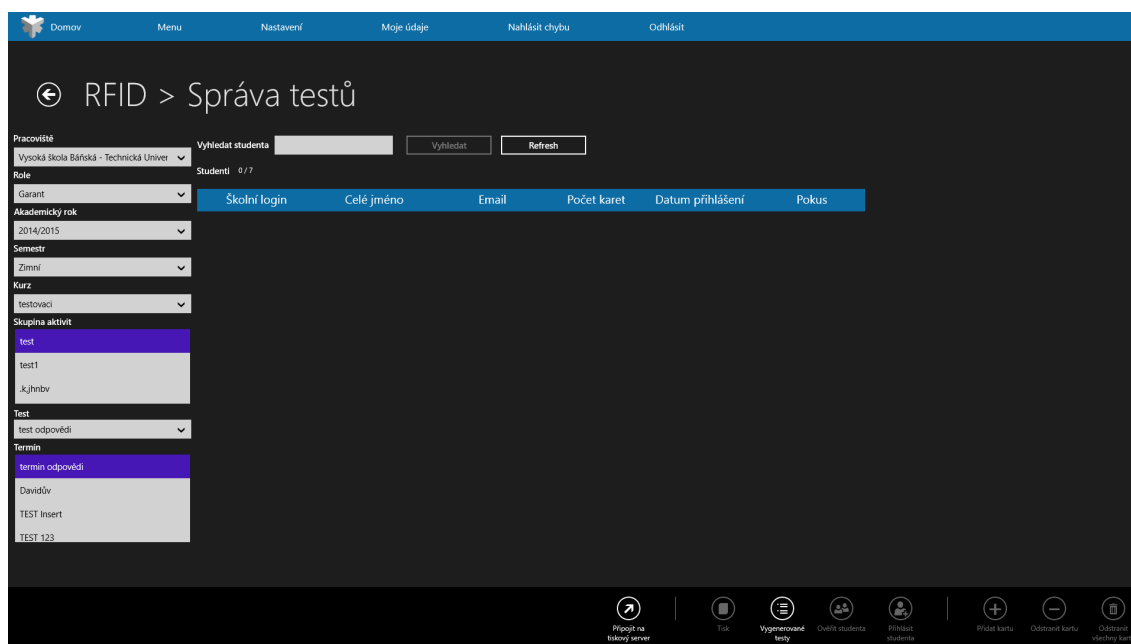 Domov Menu Nastavení Moje údaje Nahlásit chybu Odhlásit
RFID > Správa testů
Pracoviště
Vysoká škola Báňská - Technická Univer
Role
Garant
Akademický rok
2014/2015
Semestr
Zimní
Kurz
testovaci
Skupina aktivit
test
test1
.k,jhnbv
Test
test odpovědi
Termín
termin odpovědi
Davidův
TEST Insert
TEST 123
Vyhledat studenta Vyhledat Refresh
Studenti 0/7
Školní login Celé jméno Email Počet karet Datum přihlášení Pokus
Připojit na
tiskový server
Tisk
Vygenerované
testy
Ověřit studenta
Přihlásit
studenta
Přidat kartu
Odstranit kartu
Odstranit
všechny kart